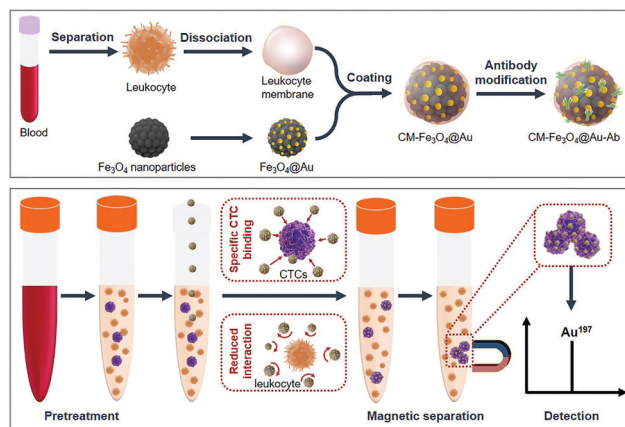 Separation
Dissociation
Leukocyte
Leukocyte
membrane
Coating
Antibody
modification
Blood
Fe₃O₄ nanoparticles
Fe₃O₄@Au
CM-Fe₃O₄@Au
CM-Fe₃O₄@Au-Ab
Specific CTC
binding
CTCs
Reduced
interaction
leukocyte
Au¹⁹⁷
Pretreatment
Magnetic separation
Detection